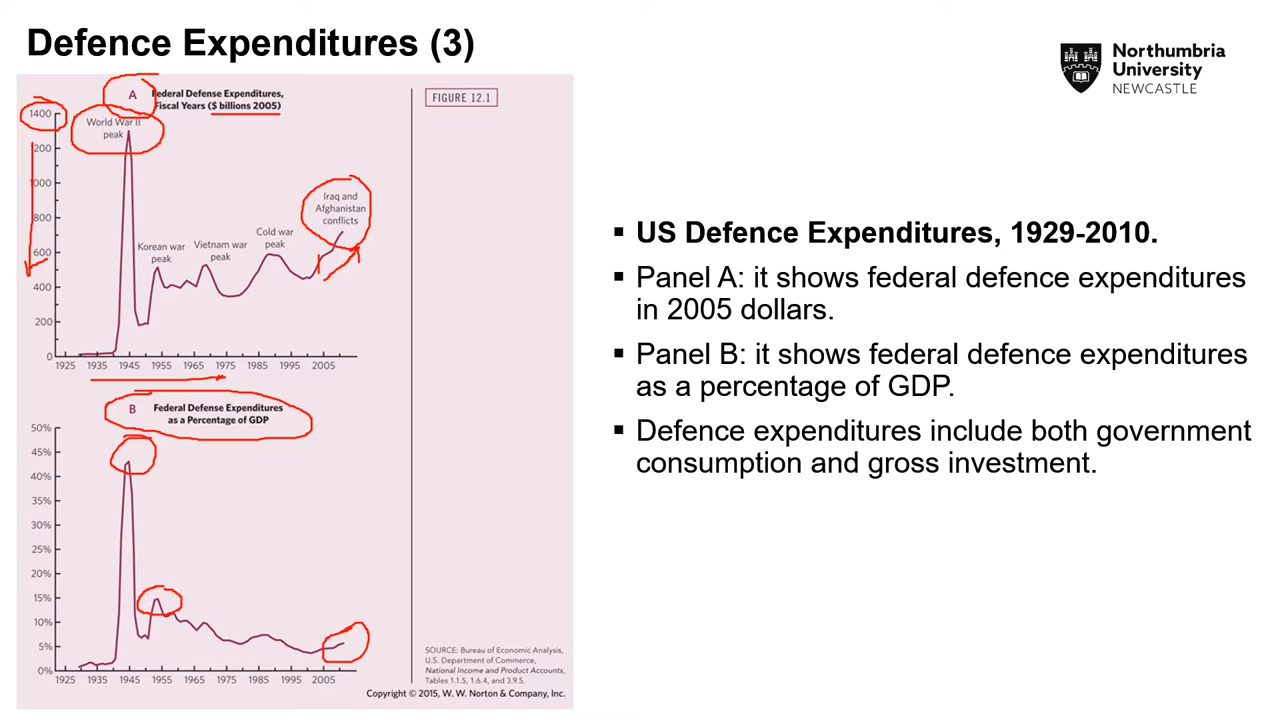 Defence Expenditures (3)
Northumbria
University
NEWCASTLE
A Federal Defense Expenditures,
Fiscal Years ($ billions 2005)
FIGURE 12.1
1400
1200
1000
800
600
400
200
0
World War II
peak
Korean war
peak
Vietnam war
peak
Cold war
peak
Iraq and
Afghanistan
conflicts
1925 1935 1945 1955 1965 1975 1985 1995 2005
B Federal Defense Expenditures
as a Percentage of GDP
50%
45%
40%
35%
30%
25%
20%
15%
10%
5%
0%
1925 1935 1945 1955 1965 1975 1985 1995 2005
SOURCE: Bureau of Economic Analysis,
U.S. Department of Commerce,
National Income and Product Accounts,
Tables 1.1.5, 1.6.4, and 3.9.5.
Copyright © 2015, W. W. Norton & Company, Inc.
▪ US Defence Expenditures, 1929-2010.
▪ Panel A: it shows federal defence expenditures
in 2005 dollars.
▪ Panel B: it shows federal defence expenditures
as a percentage of GDP.
▪ Defence expenditures include both government
consumption and gross investment.